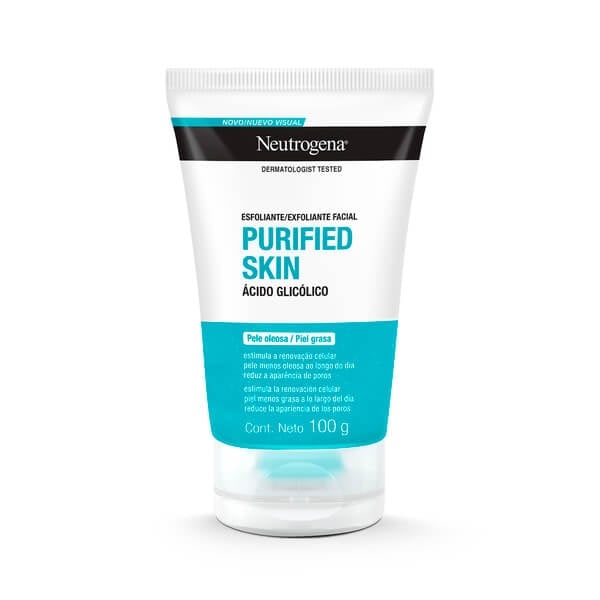 NOVO/NUEVO VISUAL
Neutrogena®
DERMATOLOGIST TESTED
ESFOLIANTE/EXFOLIANTE FACIAL
PURIFIED
SKIN
ÁCIDO GLICÓLICO
Pele oleosa / Piel grasa
estimula a renovação celular
pele menos oleosa ao longo do dia
reduz a aparência de poros
estimula la renovación celular
piel menos grasa a lo largo del día
reduce la apariencia de los poros
Cont. Neto 100 g